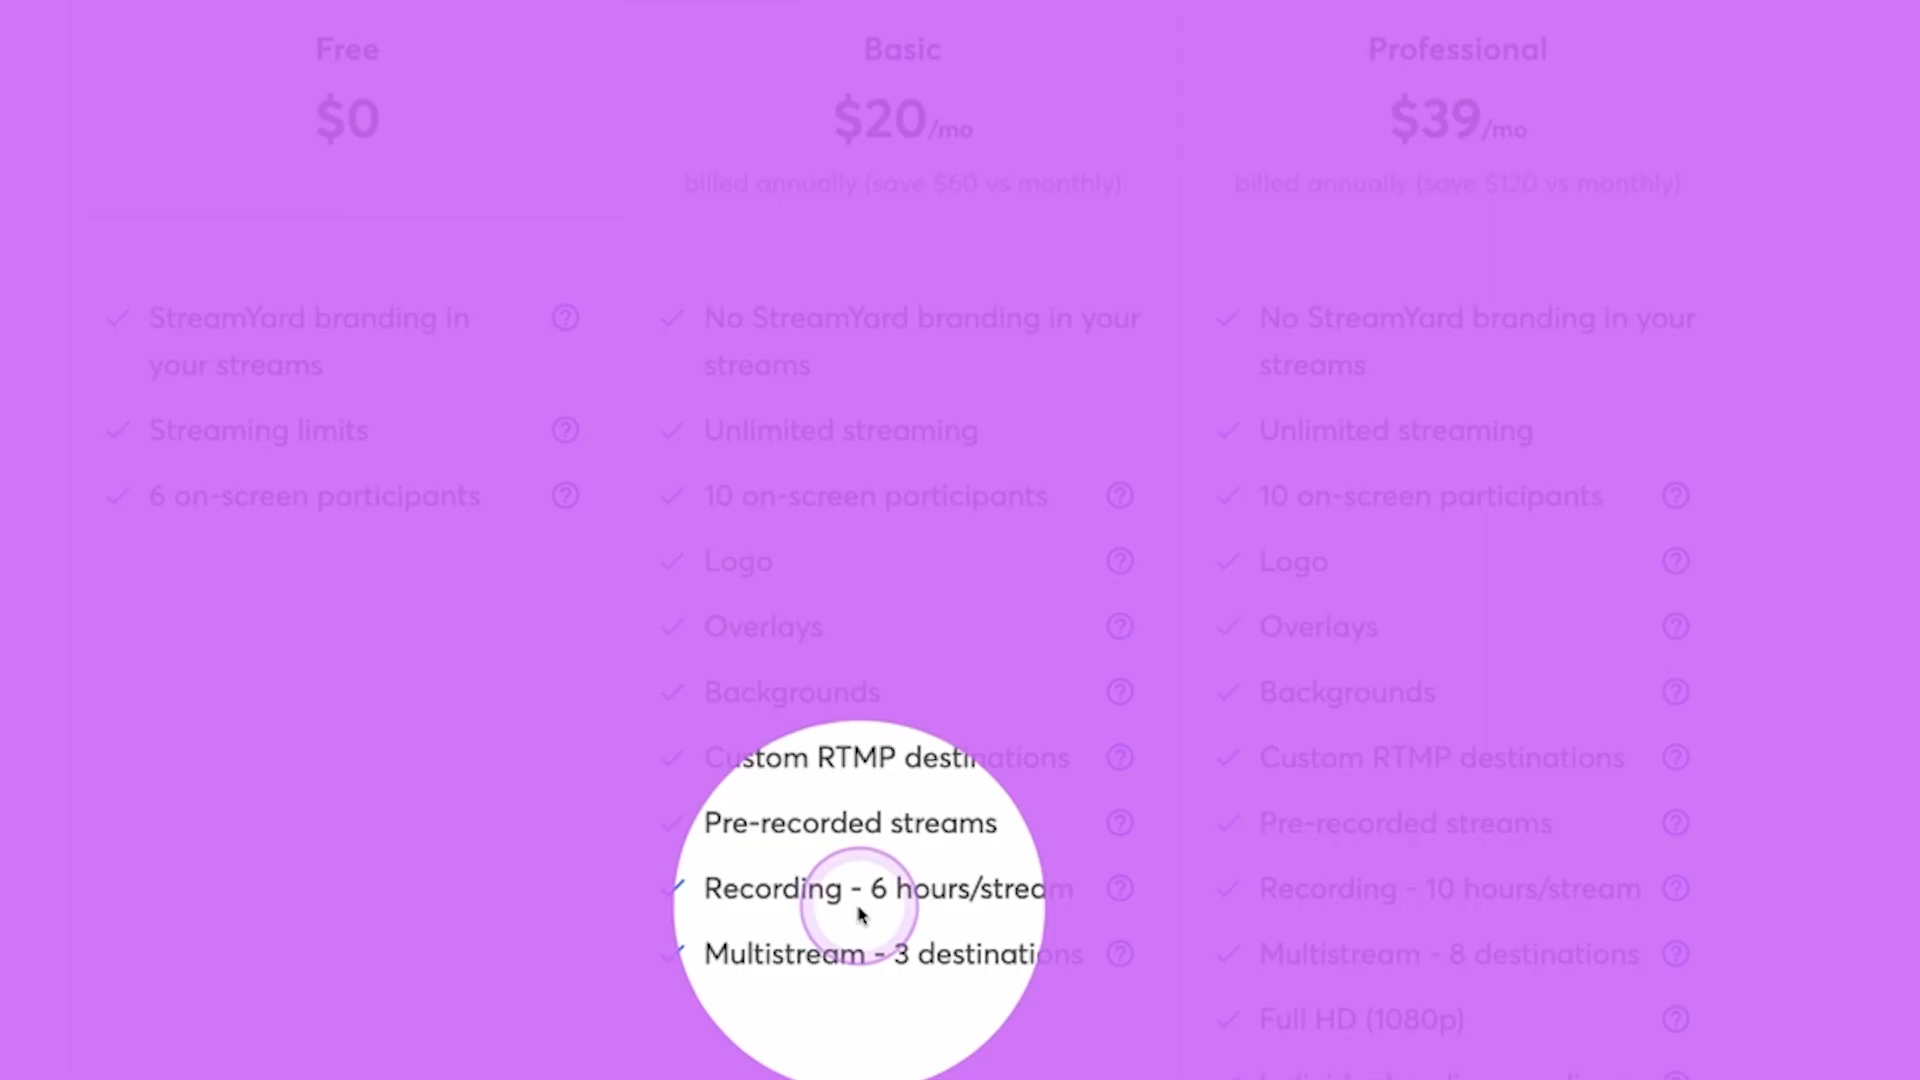 Free
$0
StreamYard branding in
your streams
Streaming limits
6 on-screen participants
Basic
$20/mo
billed annually (save $60 vs monthly)
No StreamYard branding in your
streams
Unlimited streaming
10 on-screen participants
Logo
Overlays
Backgrounds
Custom RTMP destinations
Pre-recorded streams
Recording - 6 hours/stream
Multistream - 3 destinations
Professional
$39/mo
billed annually (save $120 vs monthly)
No StreamYard branding in your
streams
Unlimited streaming
10 on-screen participants
Logo
Overlays
Backgrounds
Custom RTMP destinations
Pre-recorded streams
Recording - 10 hours/stream
Multistream - 8 destinations
Full HD (1080p)